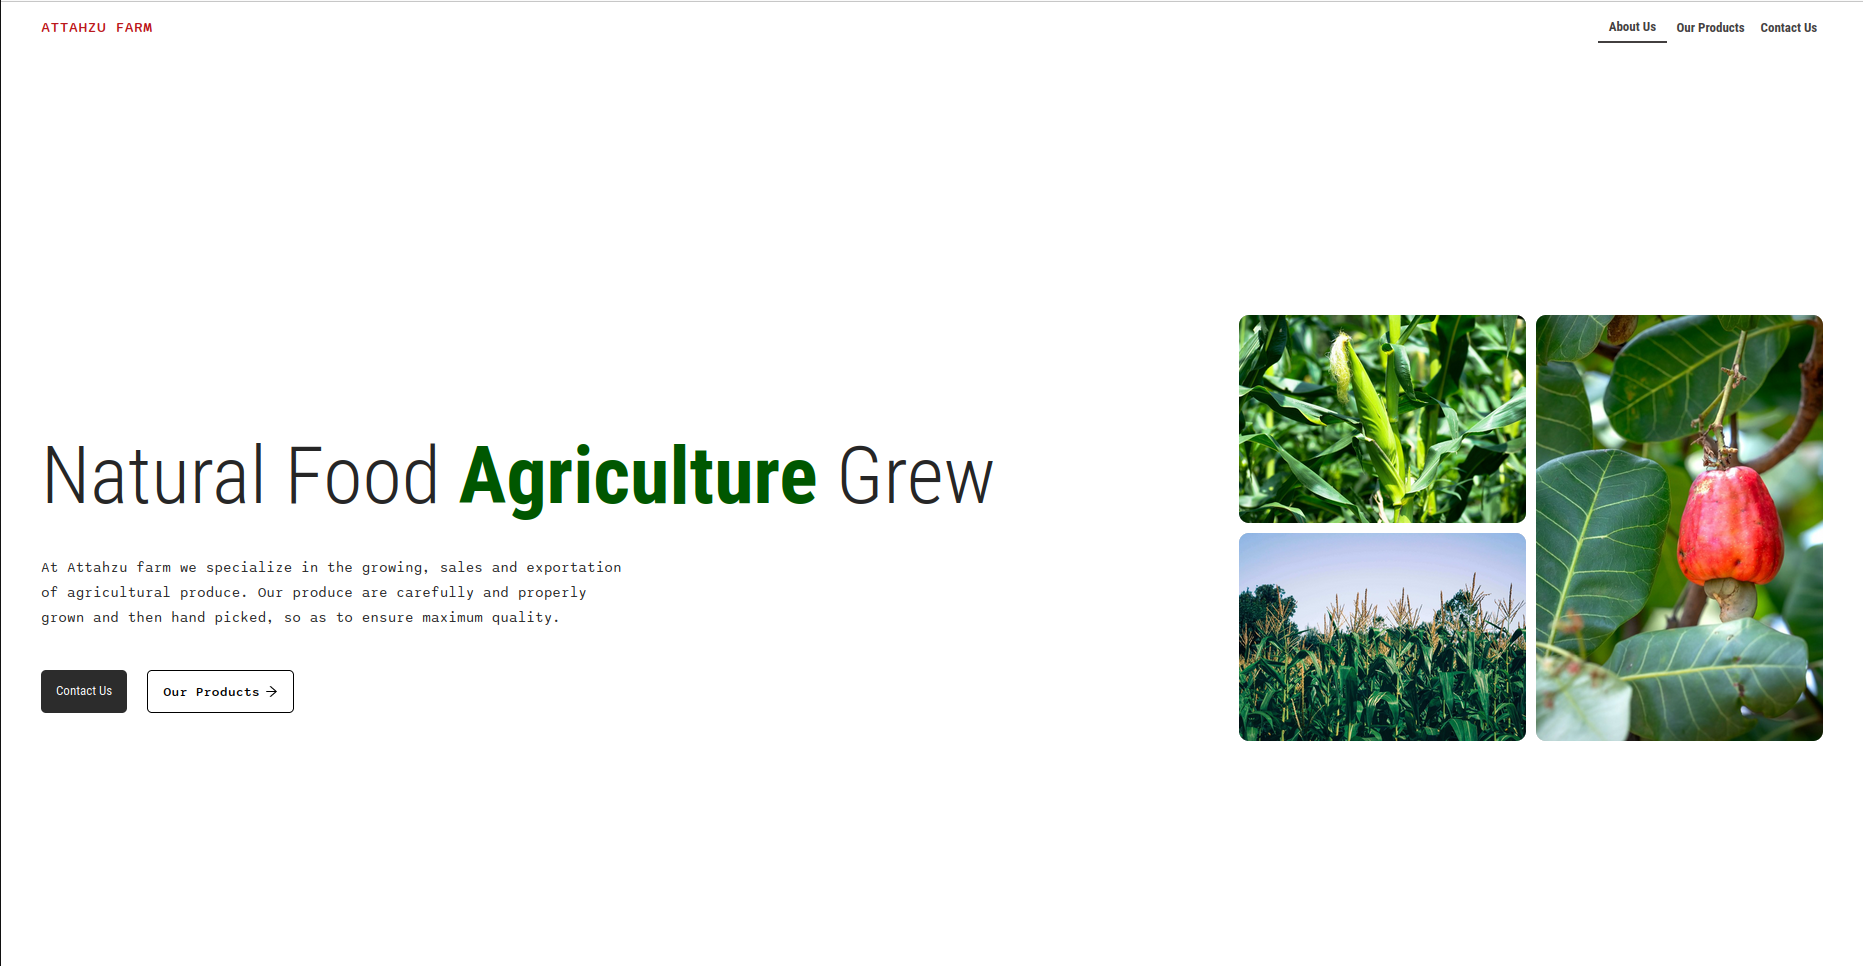 ATTAHZU FARM
About Us
Our Products
Contact Us
Natural Food Agriculture Grew
At Attahzu farm we specialize in the growing, sales and exportation
of agricultural produce. Our produce are carefully and properly
grown and then hand picked, so as to ensure maximum quality.
Contact Us
Our Products →